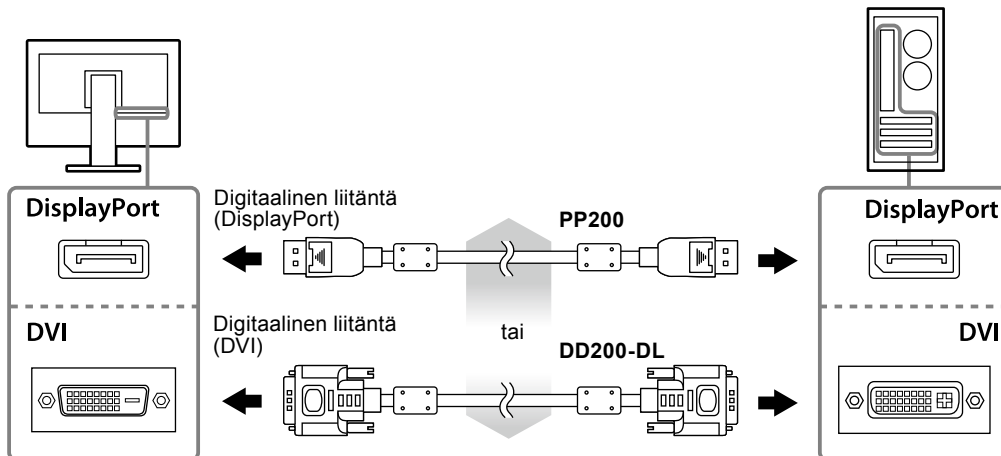 DisplayPort
Digitaalinen liitäntä
(DisplayPort)
PP200
DisplayPort
DVI
Digitaalinen liitäntä
(DVI)
tai
DD200-DL
DVI